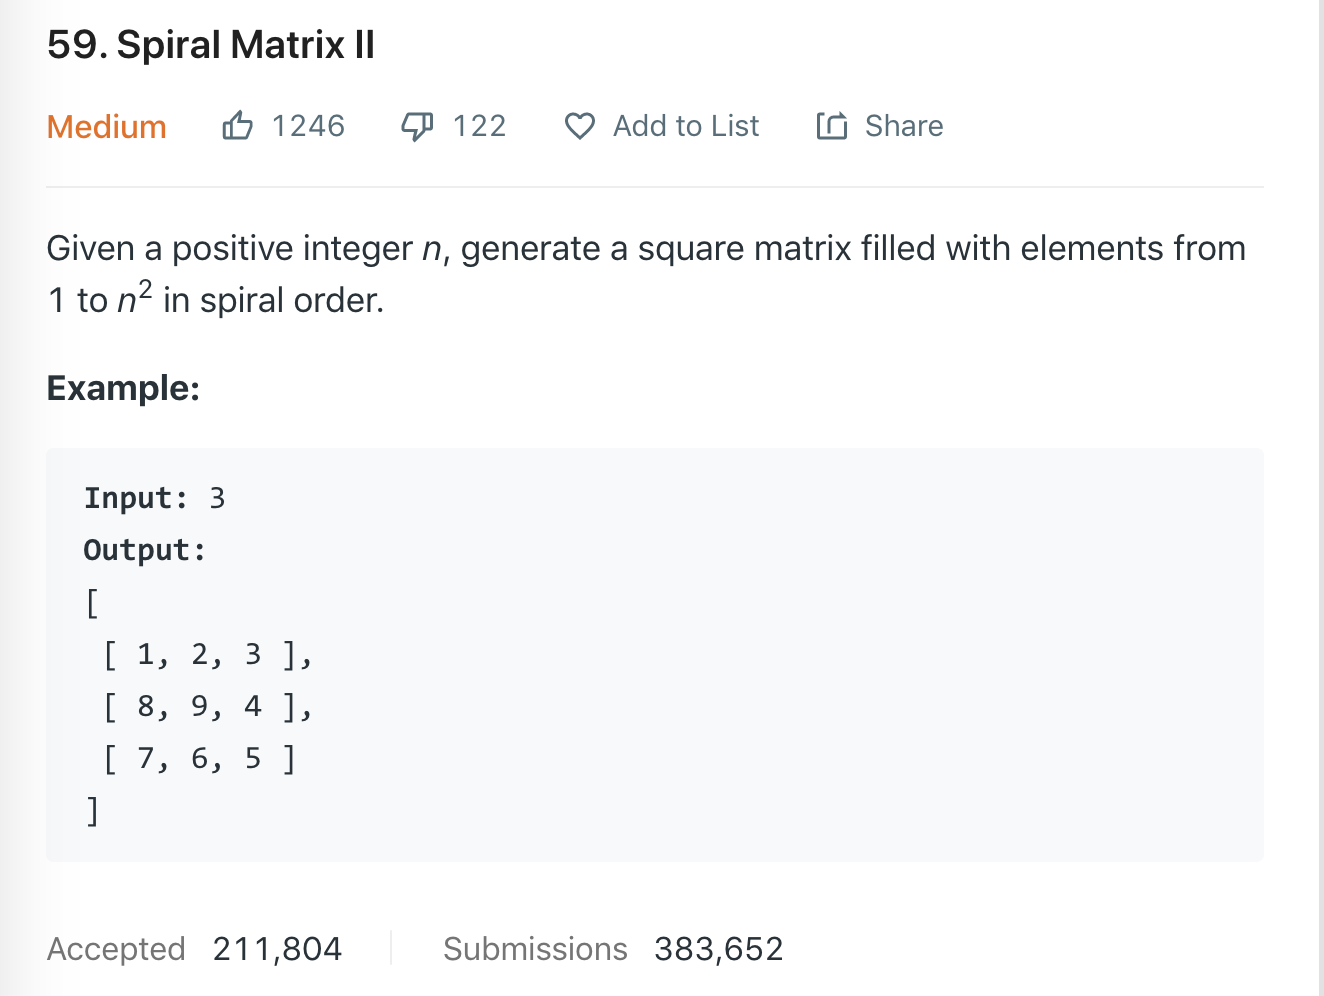 59. Spiral Matrix II
Medium 1246 122 Add to List Share
Given a positive integer n, generate a square matrix filled with elements from
1 to n² in spiral order.
Example:
Input: 3
Output:
[
[ 1, 2, 3 ],
[ 8, 9, 4 ],
[ 7, 6, 5 ]
]
Accepted 211,804 Submissions 383,652